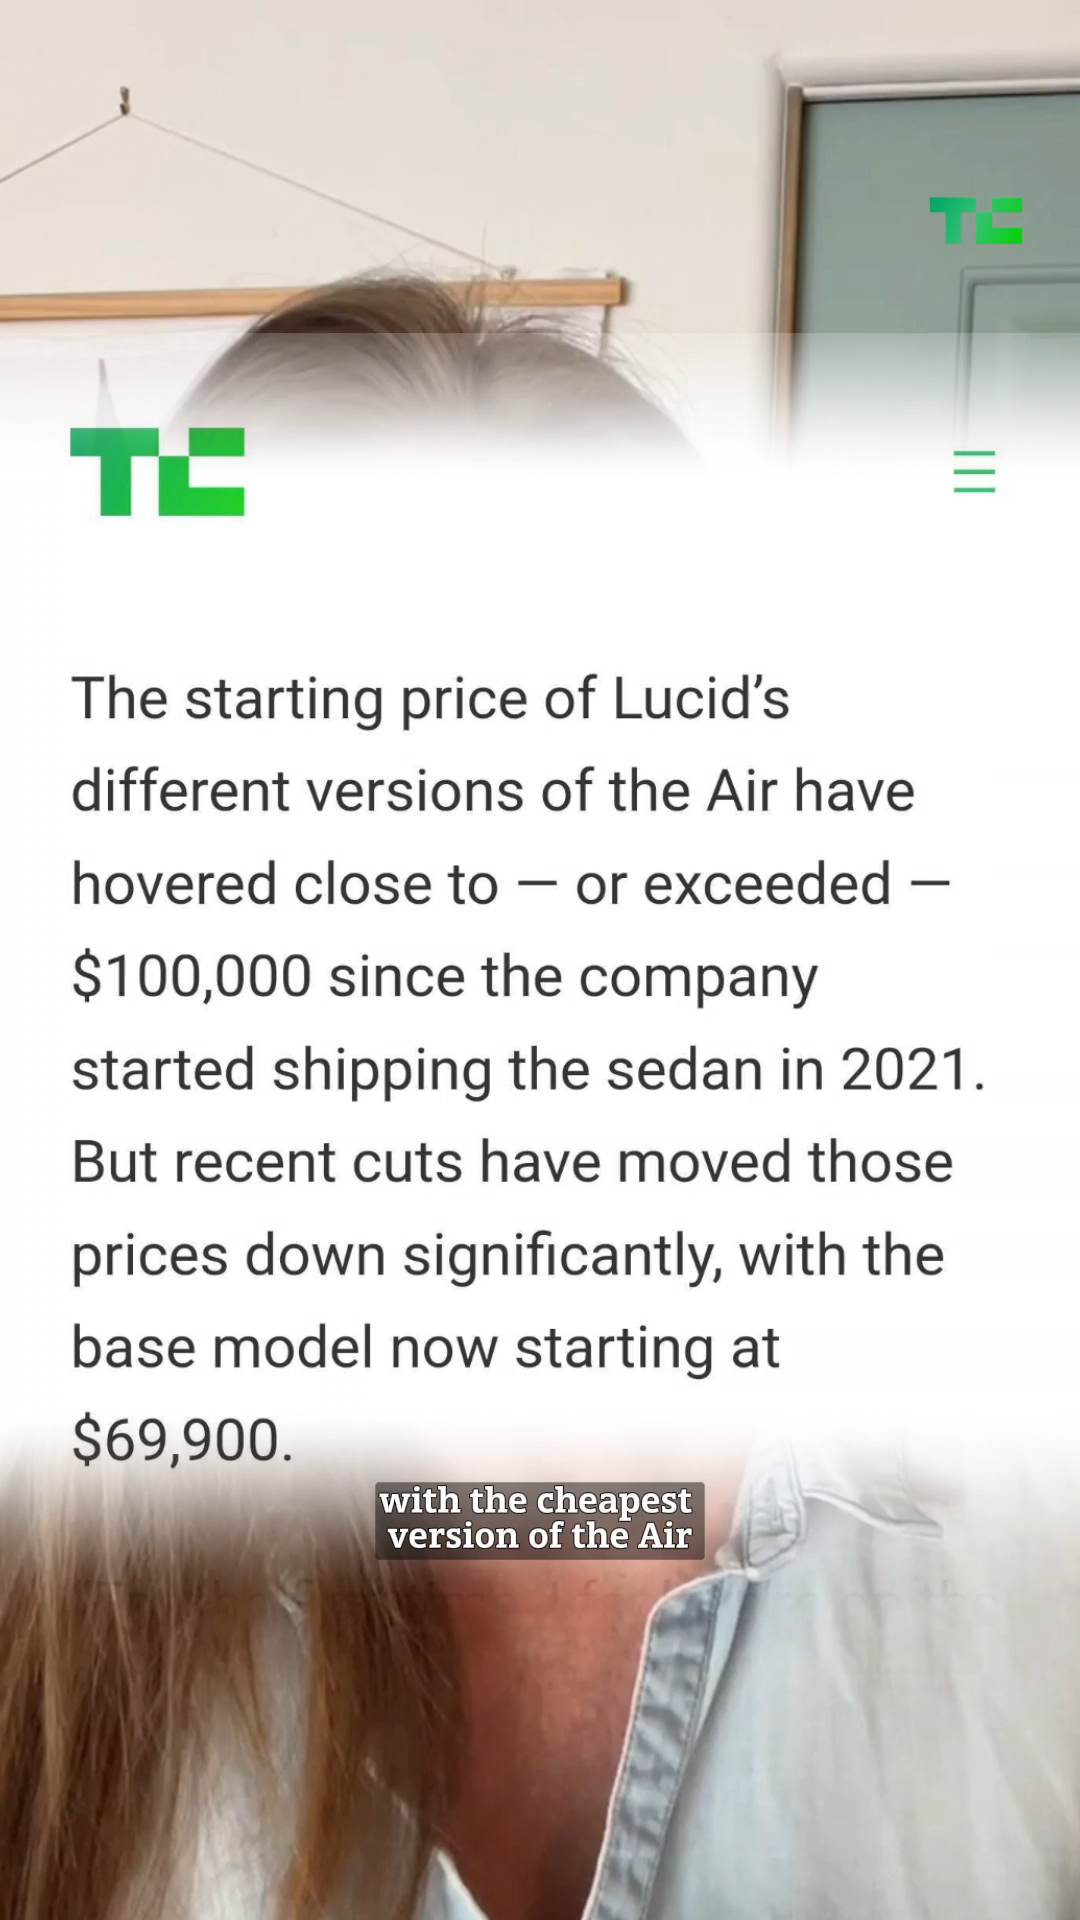 TC
TC
The starting price of Lucid’s
different versions of the Air have
hovered close to — or exceeded —
$100,000 since the company
started shipping the sedan in 2021.
But recent cuts have moved those
prices down significantly, with the
base model now starting at
$69,900.
with the cheapest
version of the Air